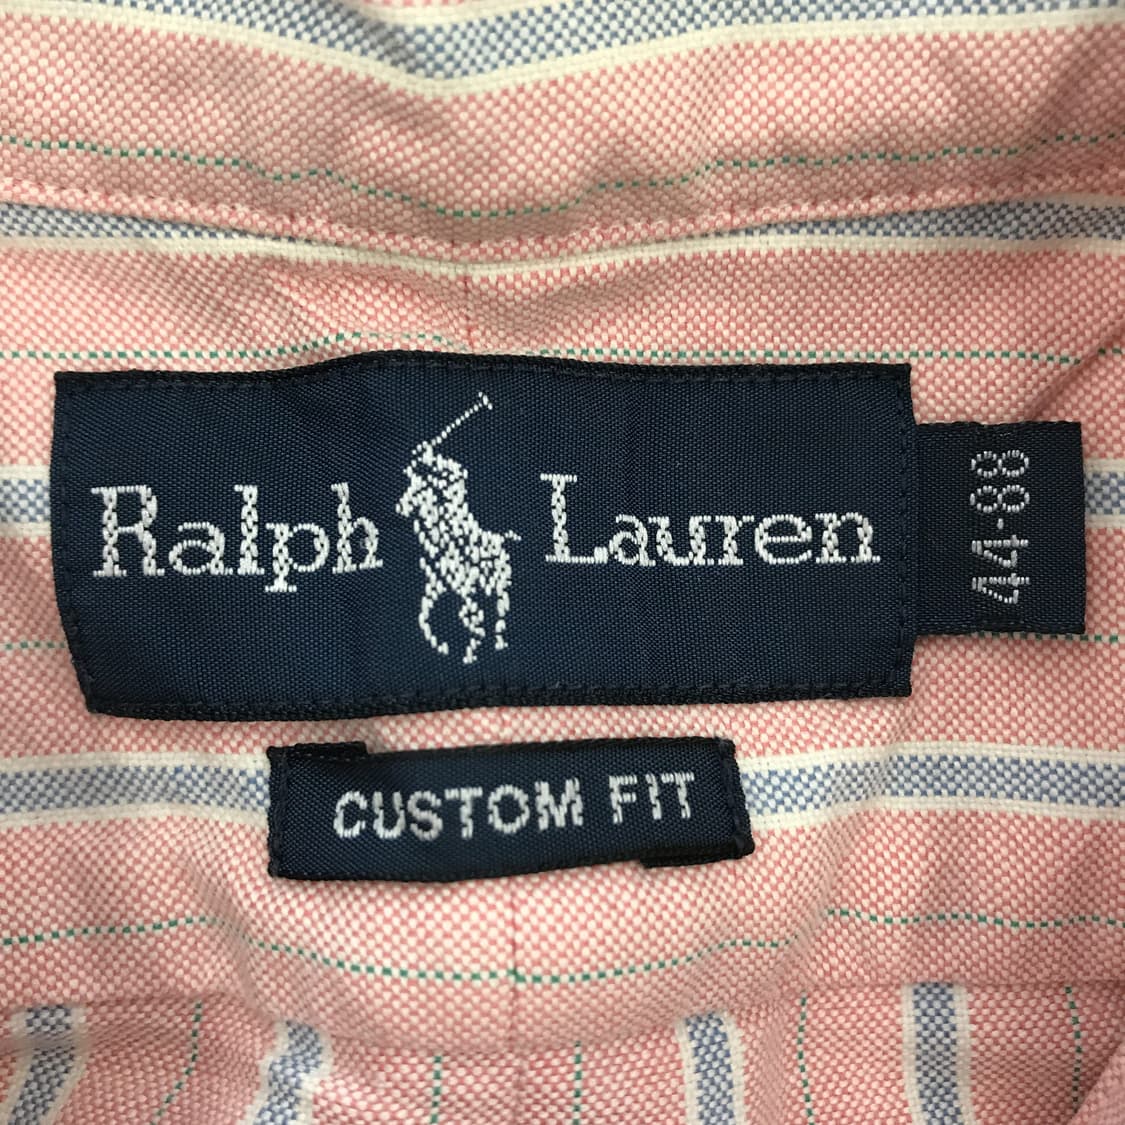 Ralph Lauren
44-88
CUSTOM FIT